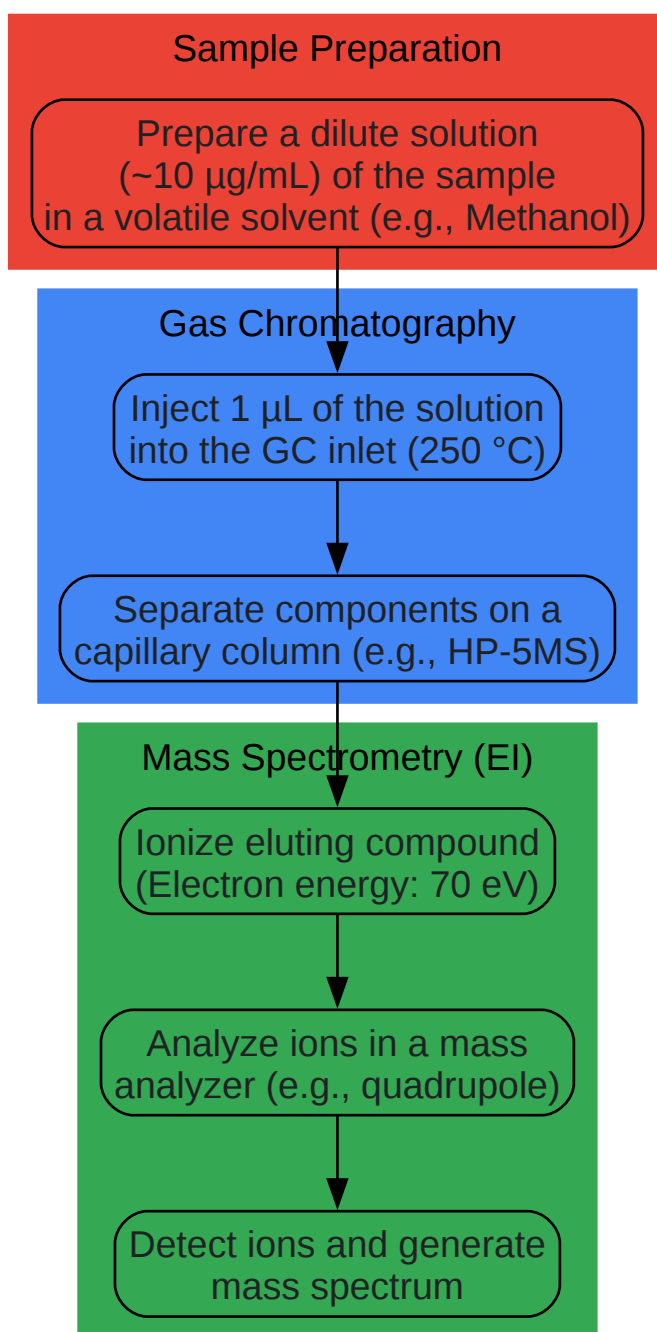 Sample Preparation
Prepare a dilute solution
(~10 µg/mL) of the sample
in a volatile solvent (e.g., Methanol)
Gas Chromatography
Inject 1 µL of the solution
into the GC inlet (250 °C)
Separate components on a
capillary column (e.g., HP-5MS)
Mass Spectrometry (EI)
Ionize eluting compound
(Electron energy: 70 eV)
Analyze ions in a mass
analyzer (e.g., quadrupole)
Detect ions and generate
mass spectrum